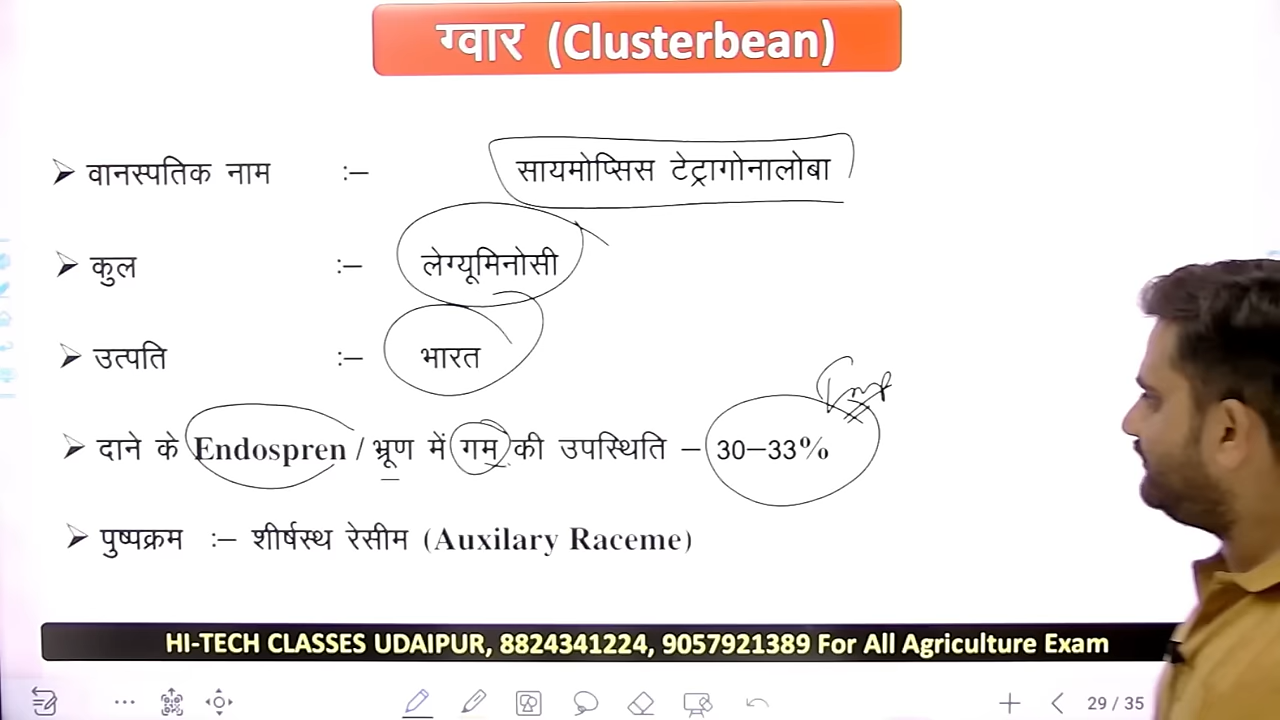 ग्वार (Clusterbean)
➤ वानस्पतिक नाम :– सायमोप्सिस टेट्रागोनालोबा
➤ कुल :– लेग्यूमिनोसी
➤ उत्पति :– भारत
Imp
➤ दाने के Endospren / भ्रूण में गम की उपस्थिति – 30–33%
➤ पुष्पक्रम :– शीर्षस्थ रेसीम (Auxilary Raceme)
HI-TECH CLASSES UDAIPUR, 8824341224, 9057921389 For All Agriculture Exam
29 / 35